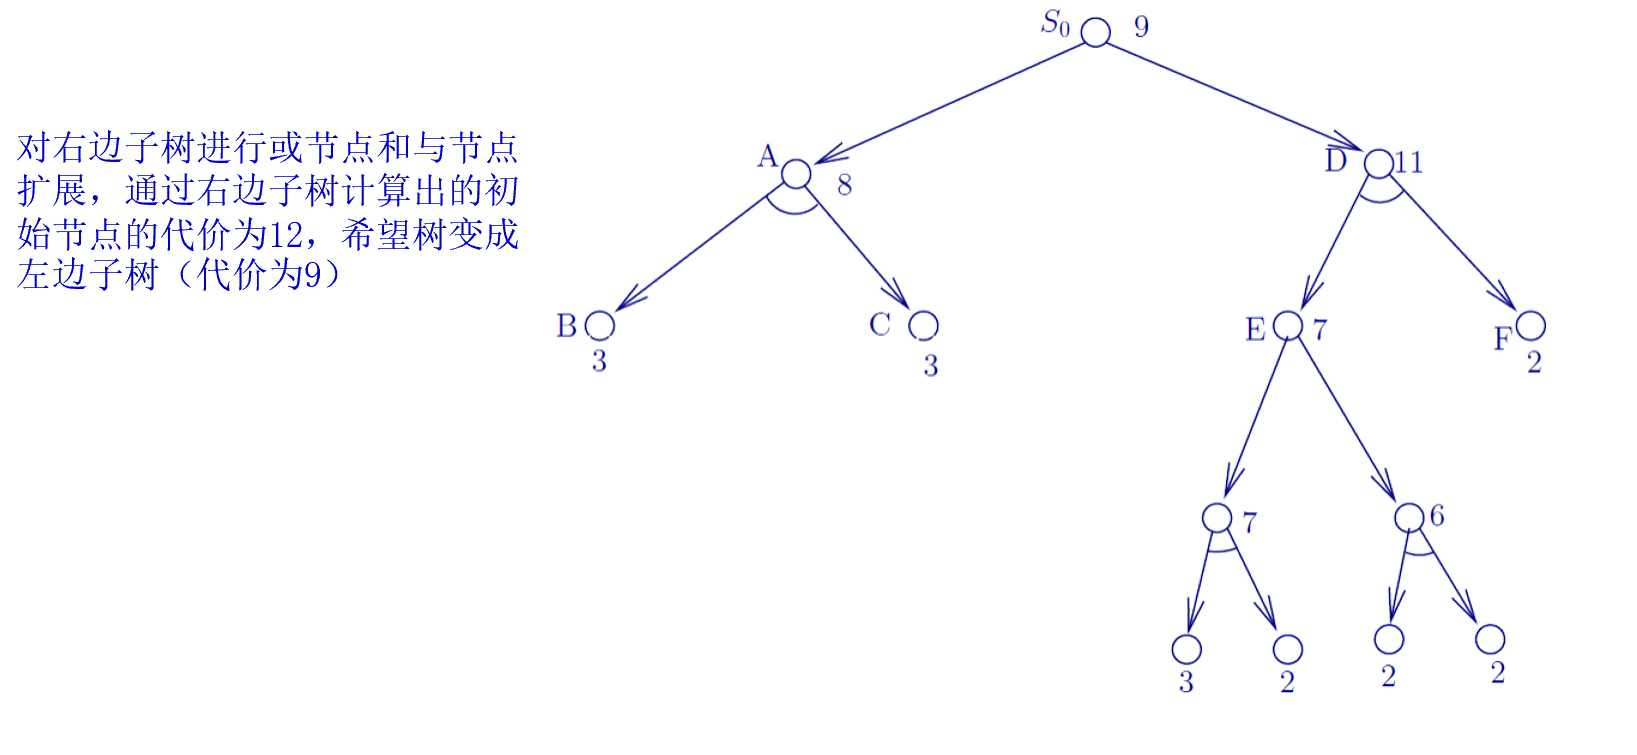 S₀ 9
对右边子树进行或节点和与节点
扩展，通过右边子树计算出的初
始节点的代价为12，希望树变成
左边子树（代价为9）
A 8
D 11
B 3
C 3
E 7
F 2
7
6
3
2
2
2